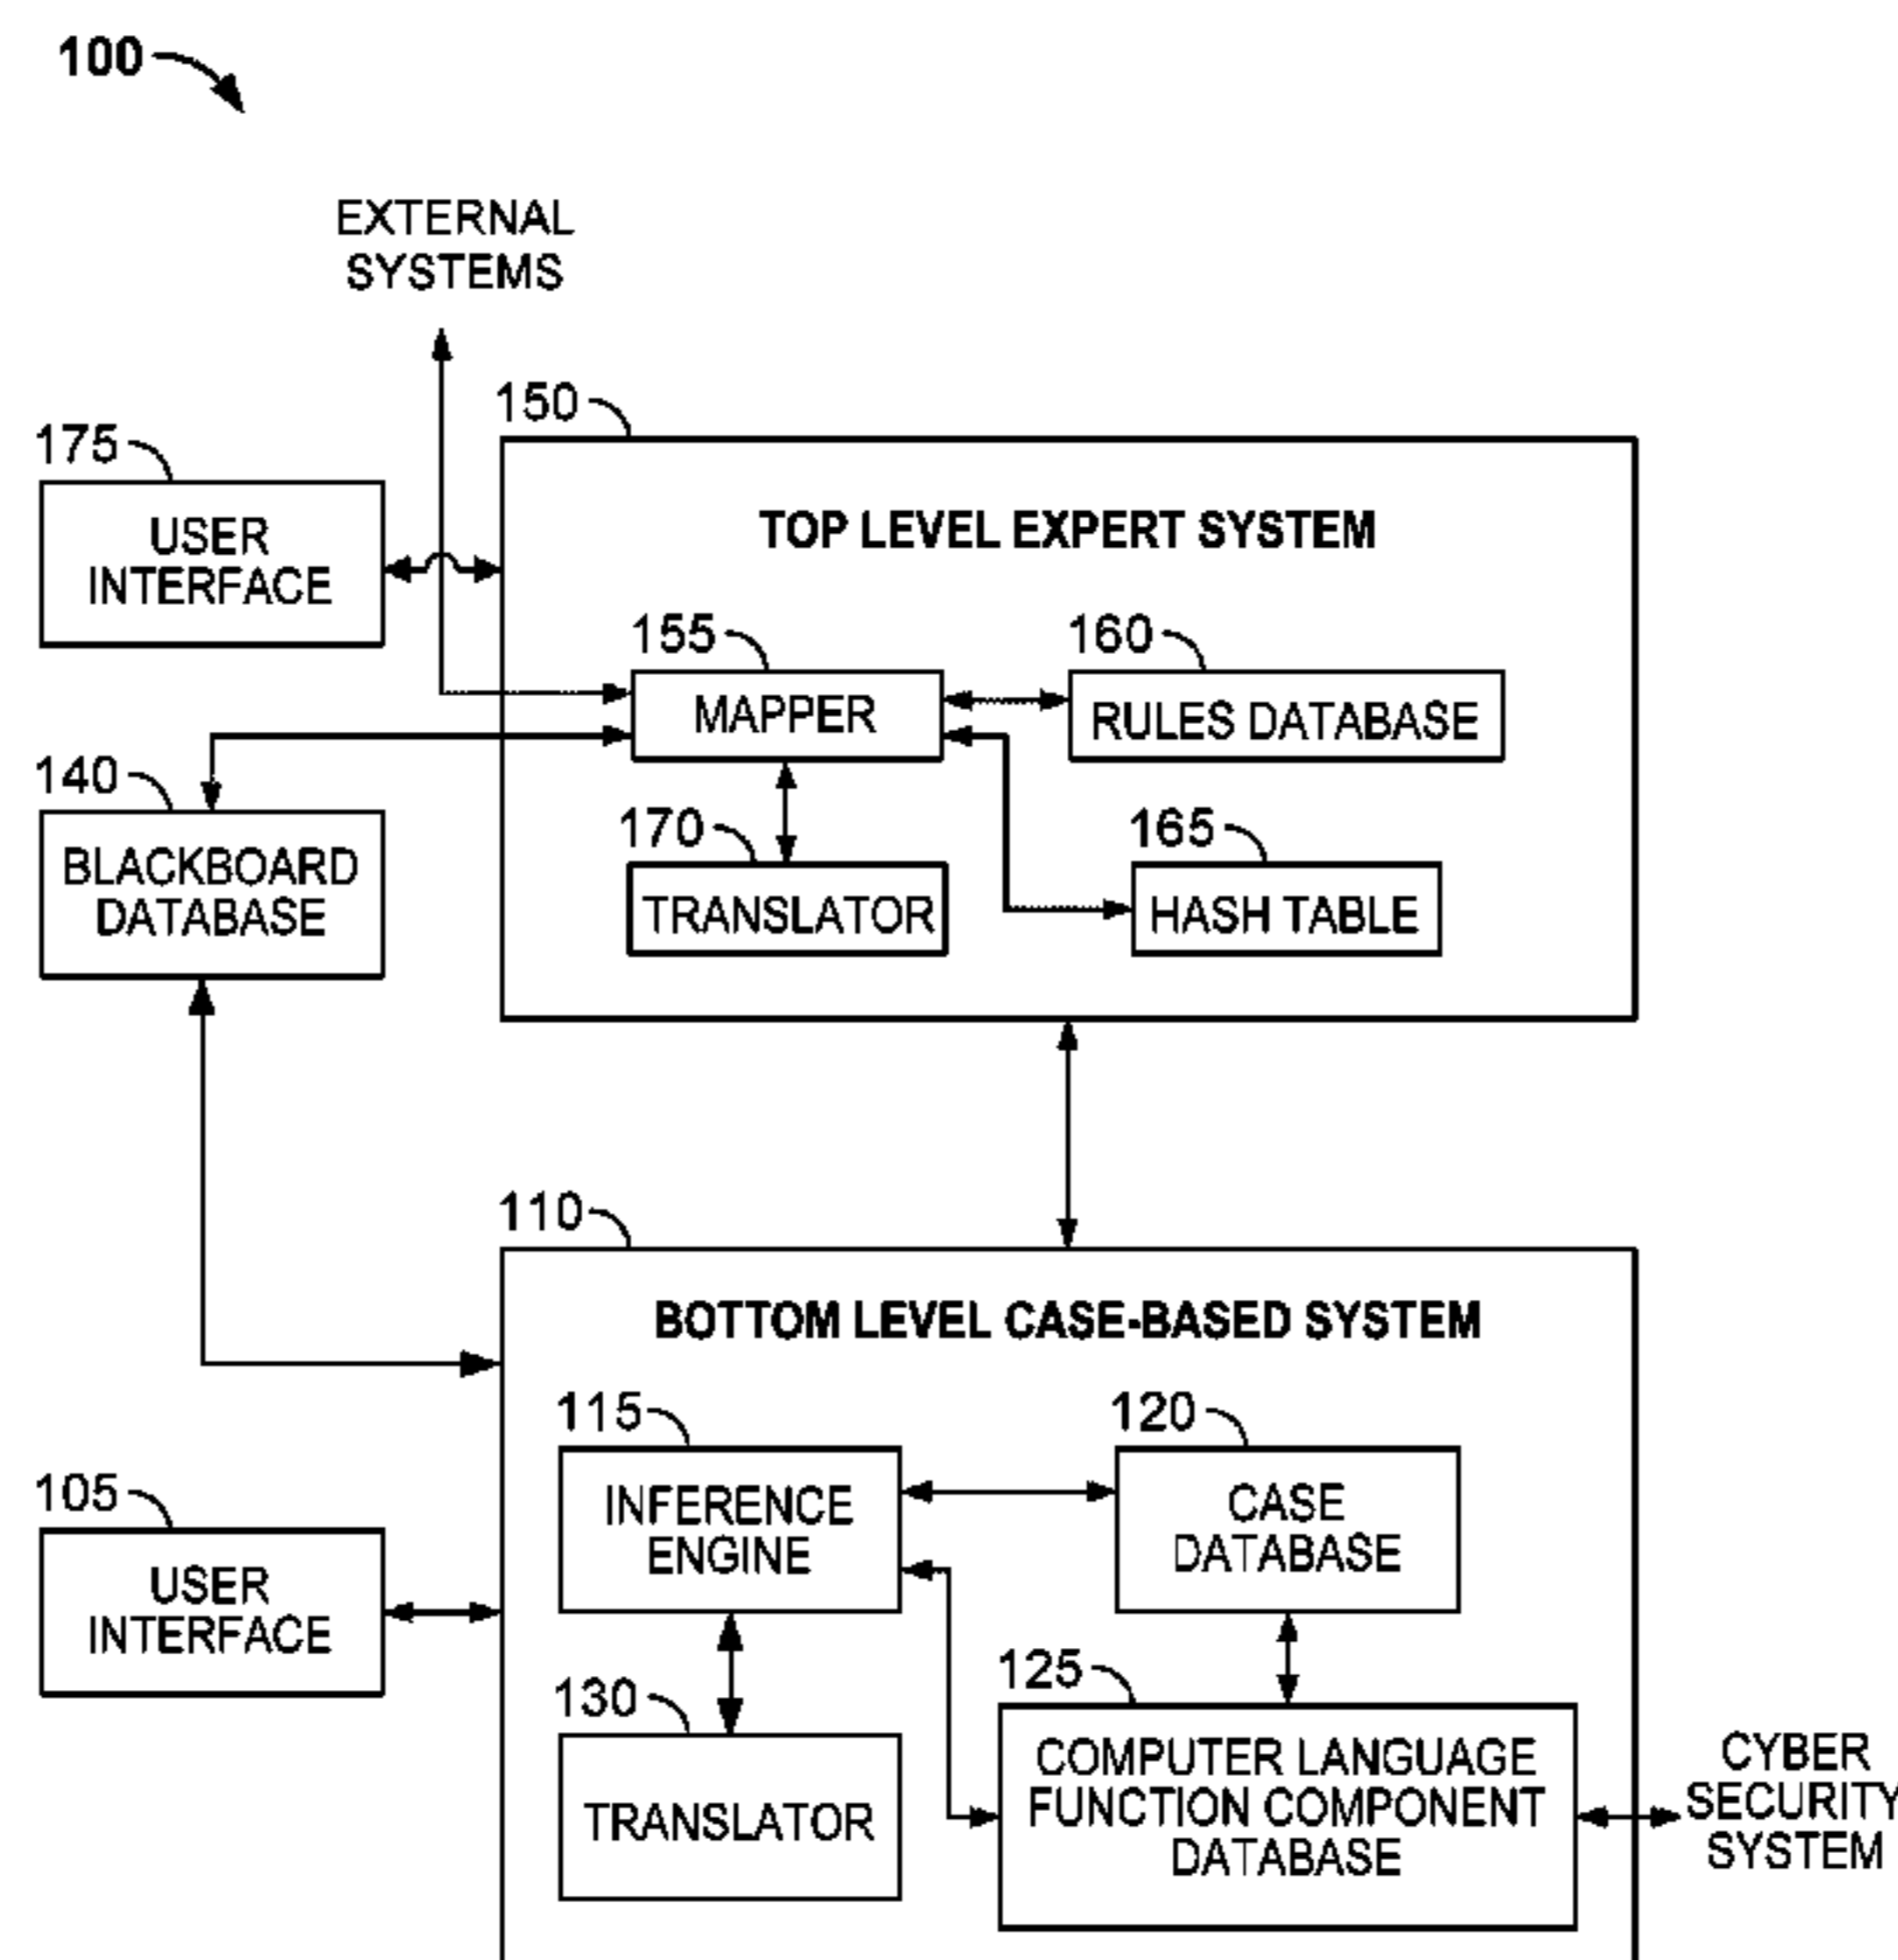 100
EXTERNAL
SYSTEMS
150
175
USER
INTERFACE
TOP LEVEL EXPERT SYSTEM
155
MAPPER
160
RULES DATABASE
140
BLACKBOARD
DATABASE
170
TRANSLATOR
165
HASH TABLE
110
BOTTOM LEVEL CASE-BASED SYSTEM
115
INFERENCE
ENGINE
120
CASE
DATABASE
105
USER
INTERFACE
130
TRANSLATOR
125
COMPUTER LANGUAGE
FUNCTION COMPONENT
DATABASE
CYBER
SECURITY
SYSTEM